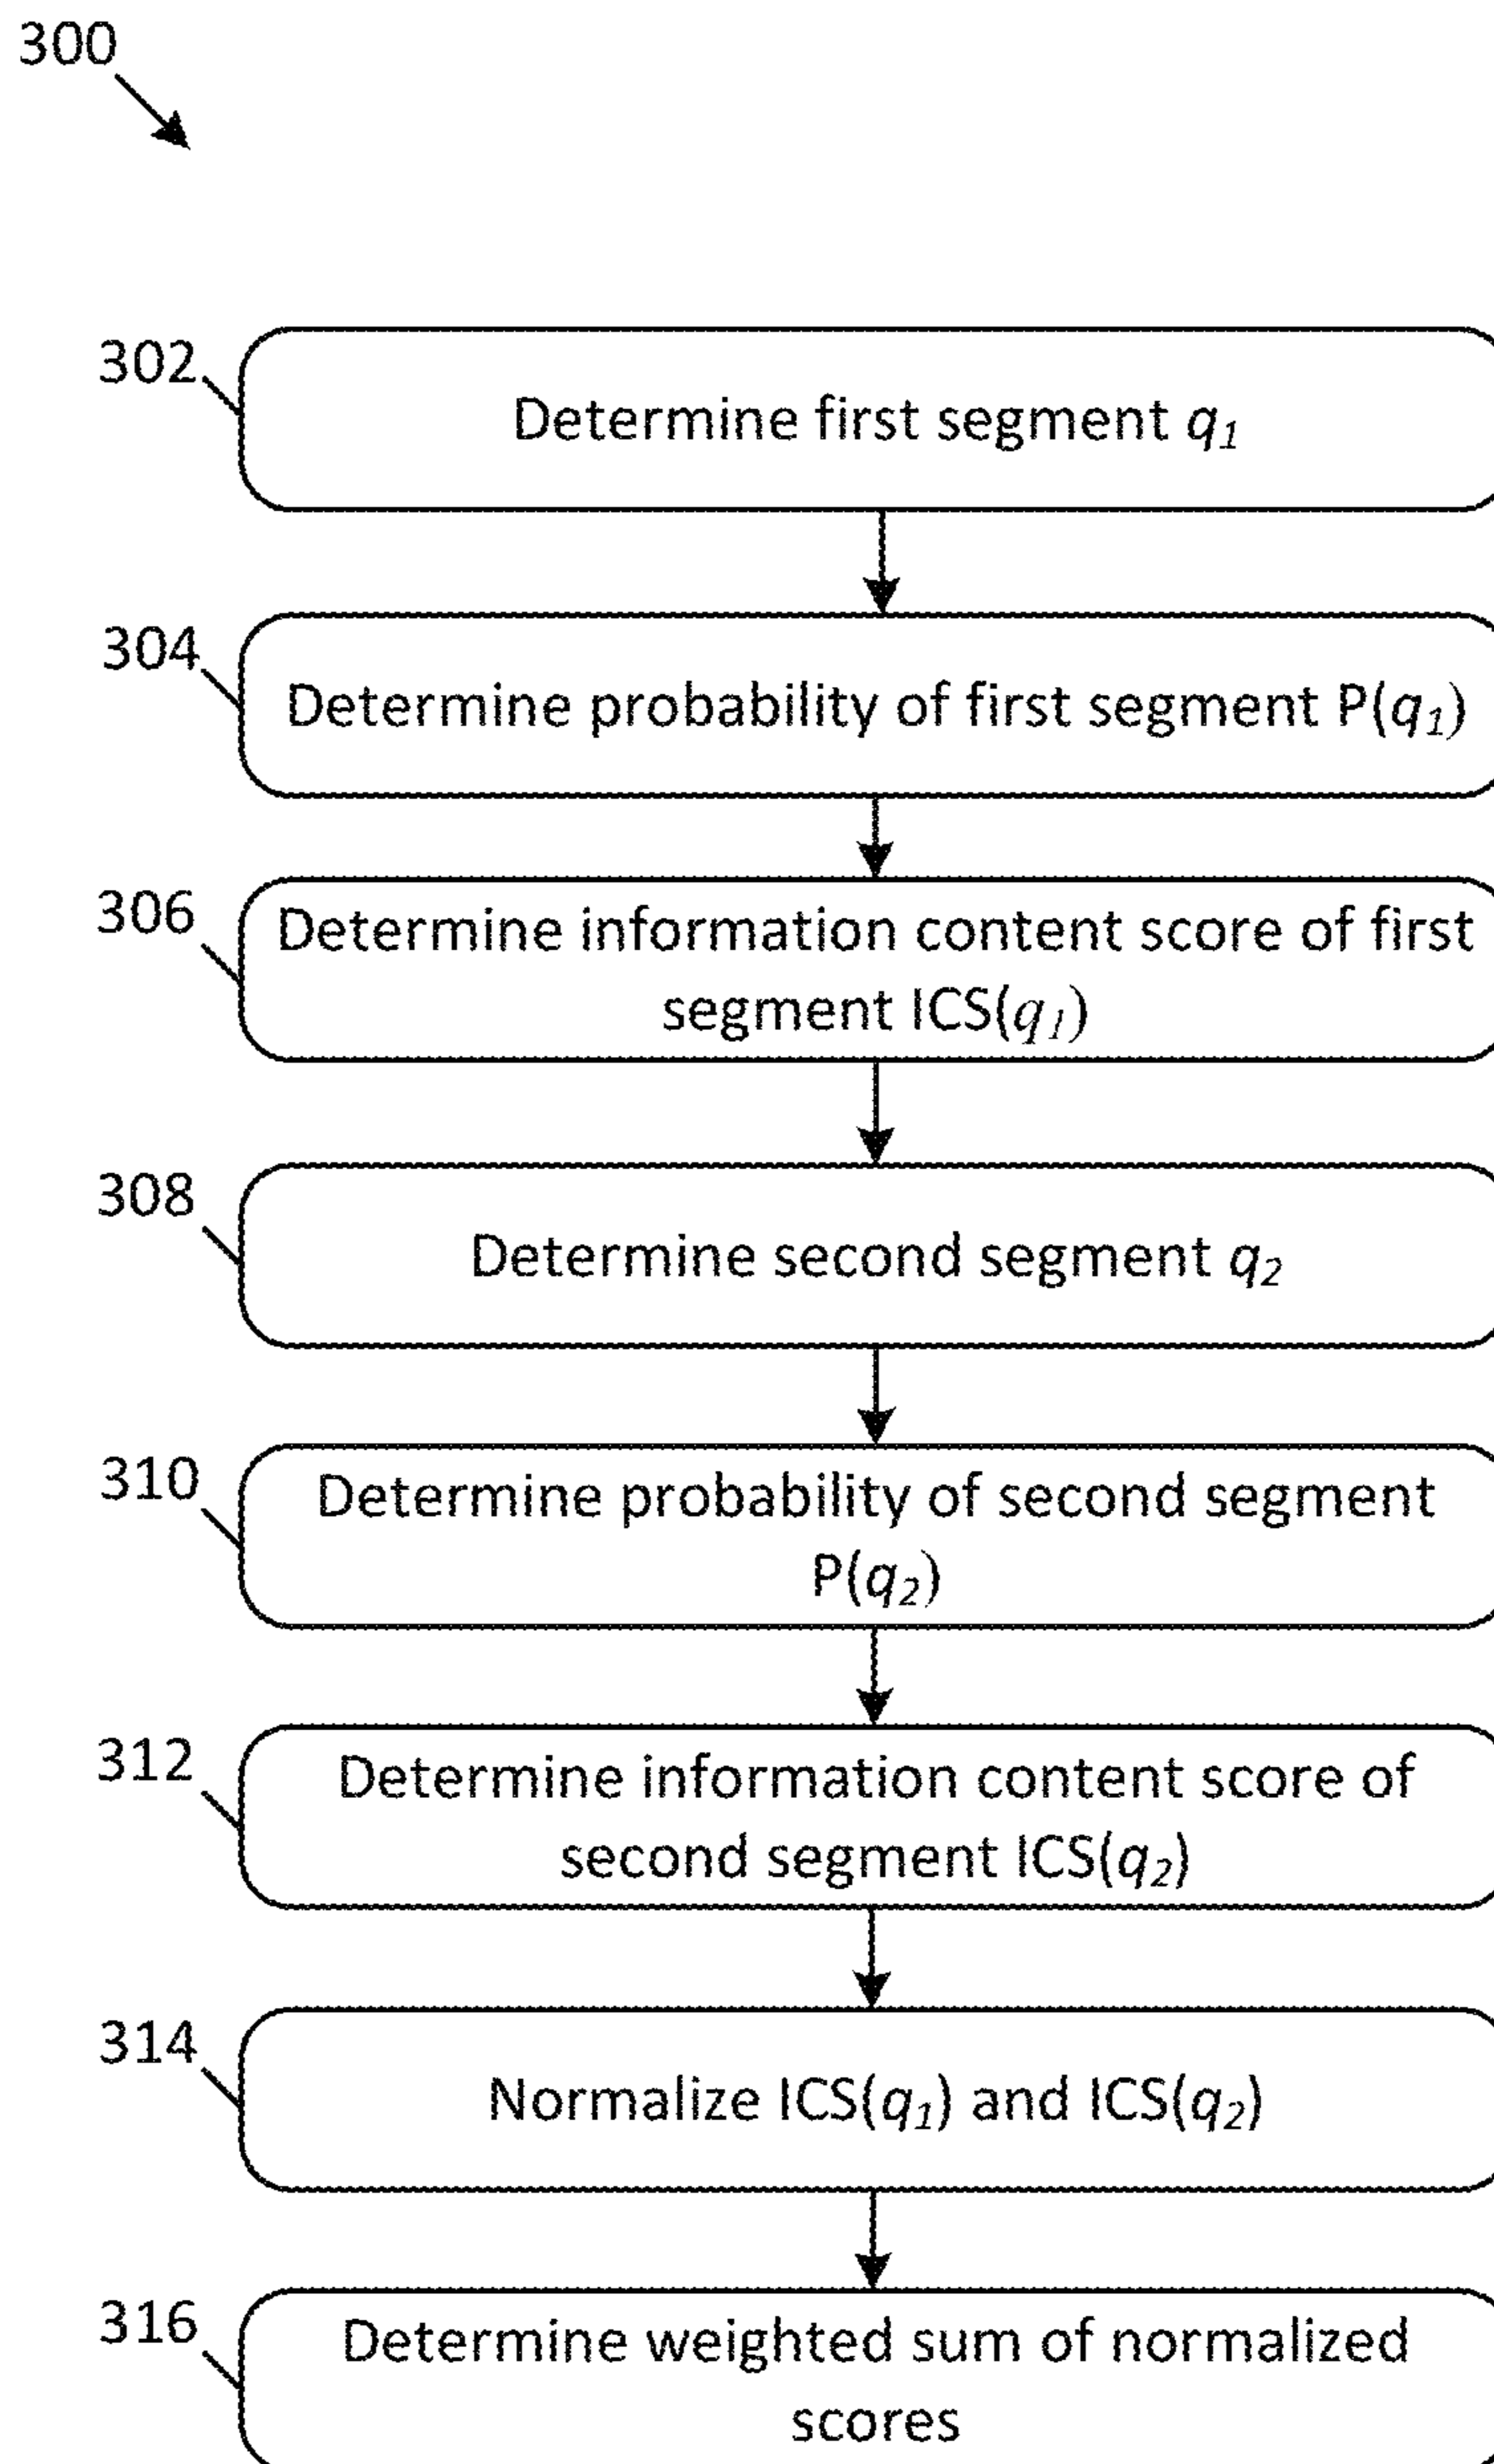 300
302
Determine first segment q₁
304
Determine probability of first segment P(q₁)
306
Determine information content score of first
segment ICS(q₁)
308
Determine second segment q₂
310
Determine probability of second segment
P(q₂)
312
Determine information content score of
second segment ICS(q₂)
314
Normalize ICS(q₁) and ICS(q₂)
316
Determine weighted sum of normalized
scores